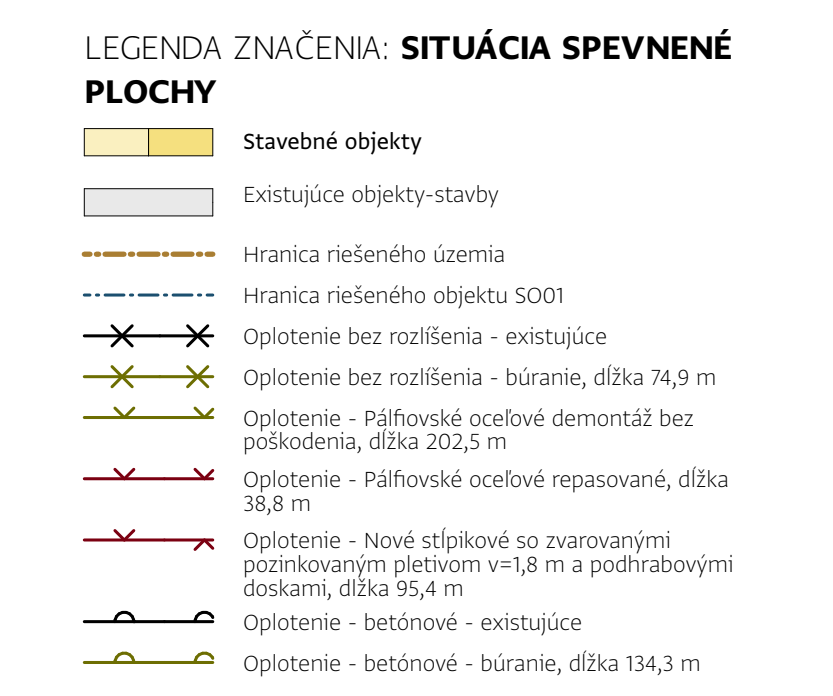 LEGENDA ZNAČENIA: SITUÁCIA SPEVNENÉ
PLOCHY
Stavebné objekty
Existujúce objekty-stavby
Hranica riešeného územia
Hranica riešeného objektu SO01
Oplotenie bez rozlíšenia - existujúce
Oplotenie bez rozlíšenia - búranie, dĺžka 74,9 m
Oplotenie - Pálfiovské oceľové demontáž bez
poškodenia, dĺžka 202,5 m
Oplotenie - Pálfiovské oceľové repasované, dĺžka
38,8 m
Oplotenie - Nové stĺpikové so zvarovanými
pozinkovaným pletivom v=1,8 m a podhrabovými
doskami, dlžka 95,4 m
Oplotenie - betónové - existujúce
Oplotenie - betónové - búranie, dĺžka 134,3 m